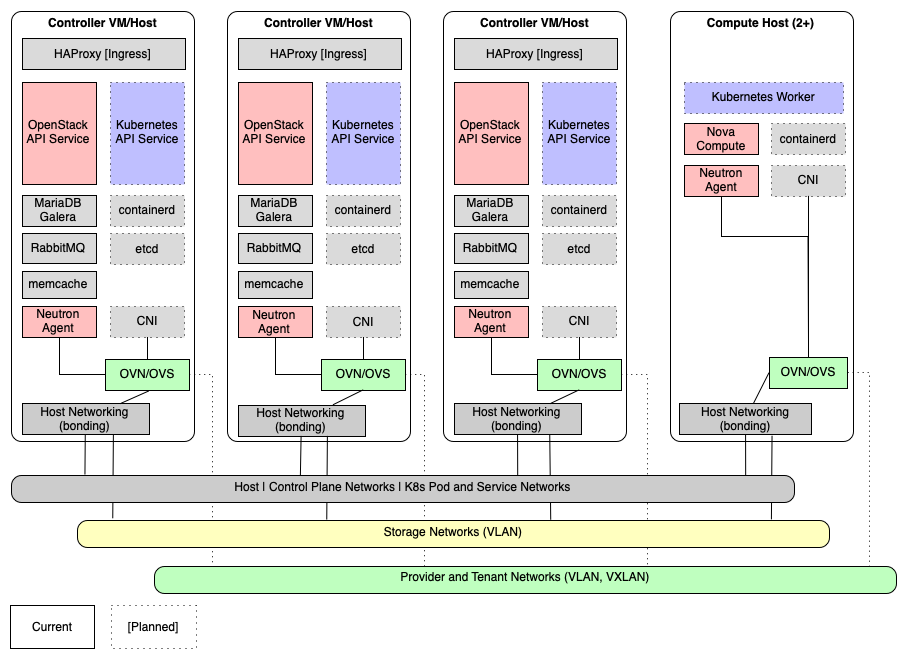 Controller VM/Host
HAProxy [Ingress]
OpenStack
API Service
Kubernetes
API Service
MariaDB
Galera
containerd
RabbitMQ
etcd
memcache
Neutron
Agent
CNI
OVN/OVS
Host Networking
(bonding)
Controller VM/Host
HAProxy [Ingress]
OpenStack
API Service
Kubernetes
API Service
MariaDB
Galera
containerd
RabbitMQ
etcd
memcache
Neutron
Agent
CNI
OVN/OVS
Host Networking
(bonding)
Controller VM/Host
HAProxy [Ingress]
OpenStack
API Service
Kubernetes
API Service
MariaDB
Galera
containerd
RabbitMQ
etcd
memcache
Neutron
Agent
CNI
OVN/OVS
Host Networking
(bonding)
Compute Host (2+)
Kubernetes Worker
Nova
Compute
containerd
Neutron
Agent
CNI
OVN/OVS
Host Networking
(bonding)
Host | Control Plane Networks | K8s Pod and Service Networks
Storage Networks (VLAN)
Provider and Tenant Networks (VLAN, VXLAN)
Current
[Planned]